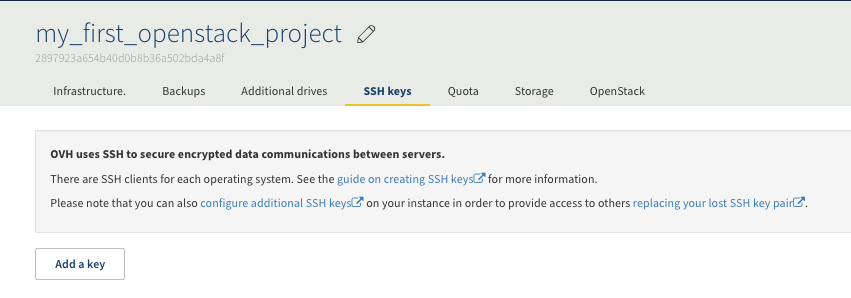 my_first_openstack_project
2897923a654b40d0b8b36a502bda4a8f
Infrastructure. Backups Additional drives SSH keys Quota Storage OpenStack
OVH uses SSH to secure encrypted data communications between servers.
There are SSH clients for each operating system. See the guide on creating SSH keys for more information.
Please note that you can also configure additional SSH keys on your instance in order to provide access to others replacing your lost SSH key pair.
Add a key